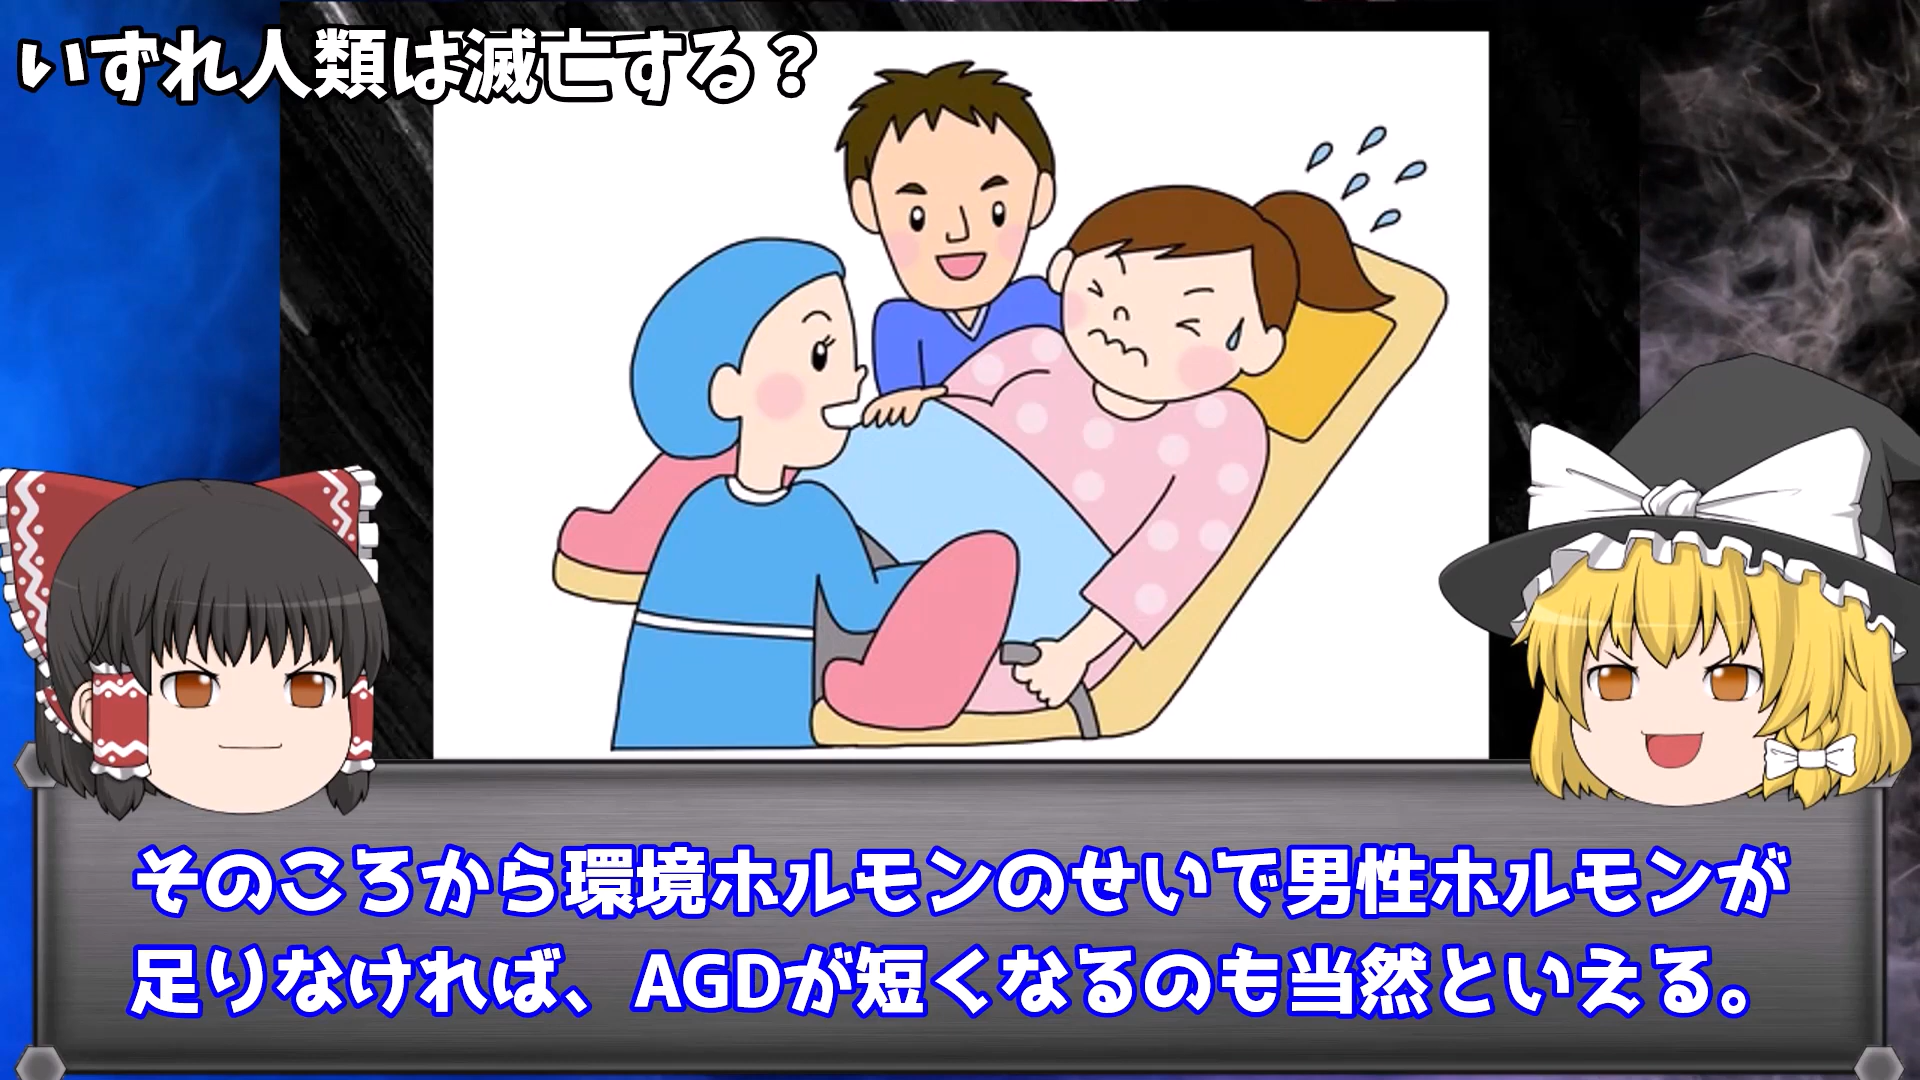 いずれ人類は滅亡する？
そのころから環境ホルモンのせいで男性ホルモンが
足りなければ、AGDが短くなるのも当然といえる。